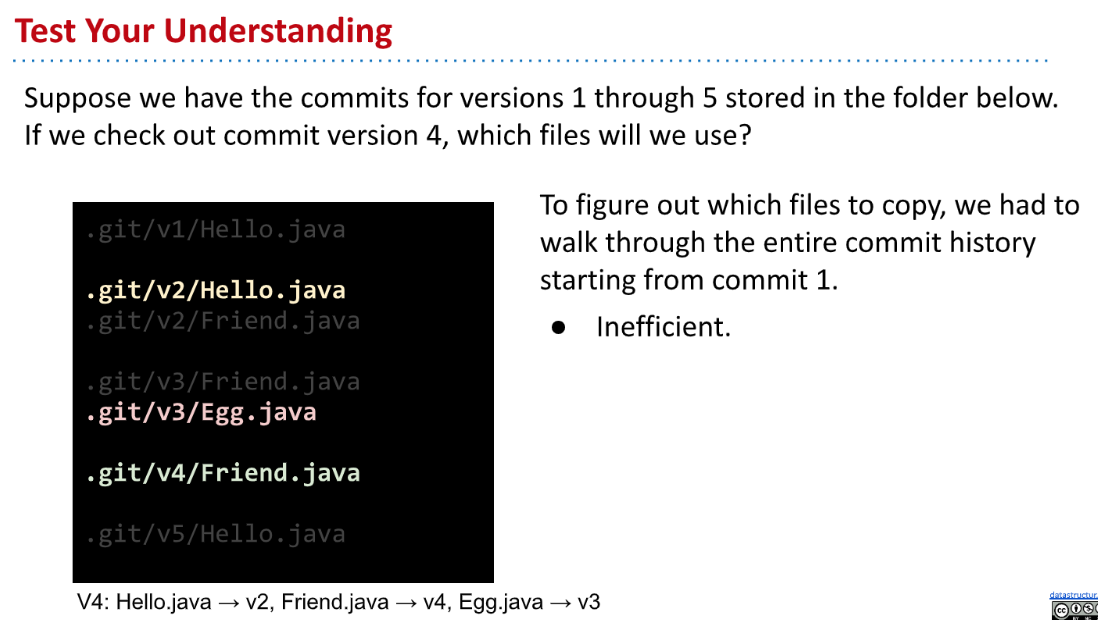 Test Your Understanding
Suppose we have the commits for versions 1 through 5 stored in the folder below.
If we check out commit version 4, which files will we use?
.git/v1/Hello.java
.git/v2/Hello.java
.git/v2/Friend.java
.git/v3/Friend.java
.git/v3/Egg.java
.git/v4/Friend.java
.git/v5/Hello.java
To figure out which files to copy, we had to
walk through the entire commit history
starting from commit 1.
● Inefficient.
V4: Hello.java → v2, Friend.java → v4, Egg.java → v3
datastructur.
cc